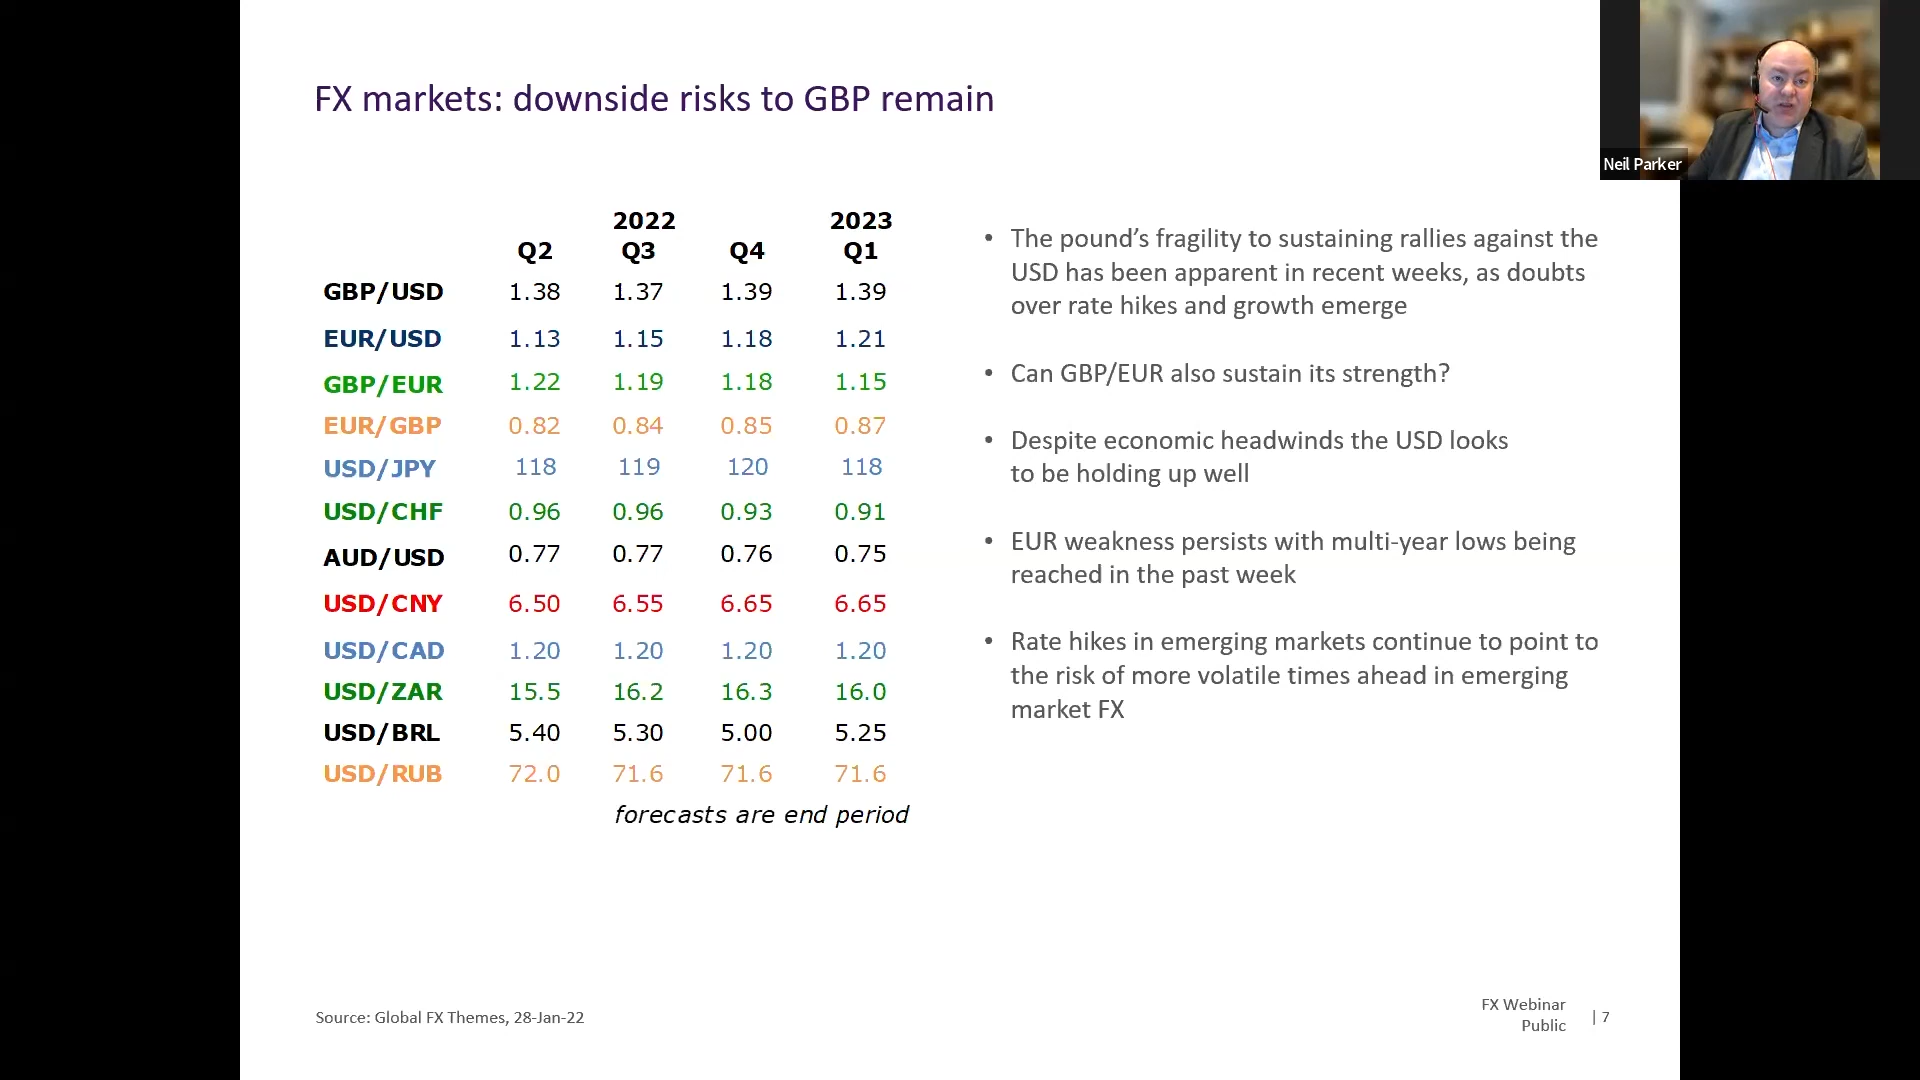 FX markets: downside risks to GBP remain
Neil Parker
2022 2023
Q2 Q3 Q4 Q1
GBP/USD 1.38 1.37 1.39 1.39
EUR/USD 1.13 1.15 1.18 1.21
GBP/EUR 1.22 1.19 1.18 1.15
EUR/GBP 0.82 0.84 0.85 0.87
USD/JPY 118 119 120 118
USD/CHF 0.96 0.96 0.93 0.91
AUD/USD 0.77 0.77 0.76 0.75
USD/CNY 6.50 6.55 6.65 6.65
USD/CAD 1.20 1.20 1.20 1.20
USD/ZAR 15.5 16.2 16.3 16.0
USD/BRL 5.40 5.30 5.00 5.25
USD/RUB 72.0 71.6 71.6 71.6
forecasts are end period
• The pound’s fragility to sustaining rallies against the
USD has been apparent in recent weeks, as doubts
over rate hikes and growth emerge
• Can GBP/EUR also sustain its strength?
• Despite economic headwinds the USD looks
to be holding up well
• EUR weakness persists with multi-year lows being
reached in the past week
• Rate hikes in emerging markets continue to point to
the risk of more volatile times ahead in emerging
market FX
Source: Global FX Themes, 28-Jan-22
FX Webinar
Public
| 7